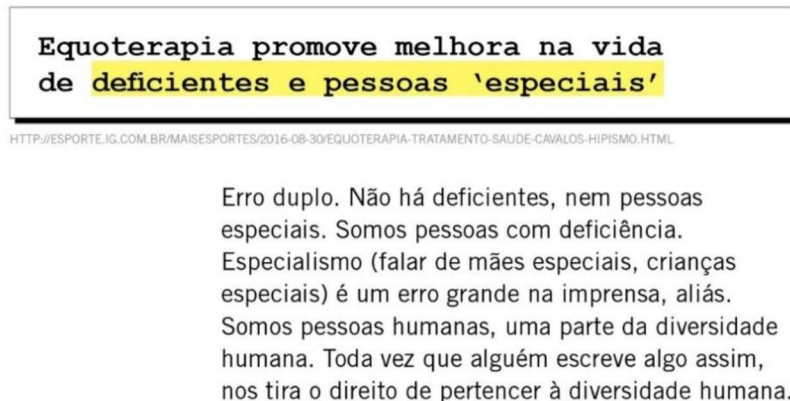 Equoterapia promove melhora na vida
de deficientes e pessoas ‘especiais’
HTTP://ESPORTE.IG.COM.BR/MAISESPORTES/2016-08-30/EQUOTERAPIA-TRATAMENTO-SAUDE-CAVALOS-HIPISMO.HTML
Erro duplo. Não há deficientes, nem pessoas
especiais. Somos pessoas com deficiência.
Especialismo (falar de mães especiais, crianças
especiais) é um erro grande na imprensa, aliás.
Somos pessoas humanas, uma parte da diversidade
humana. Toda vez que alguém escreve algo assim,
nos tira o direito de pertencer à diversidade humana.